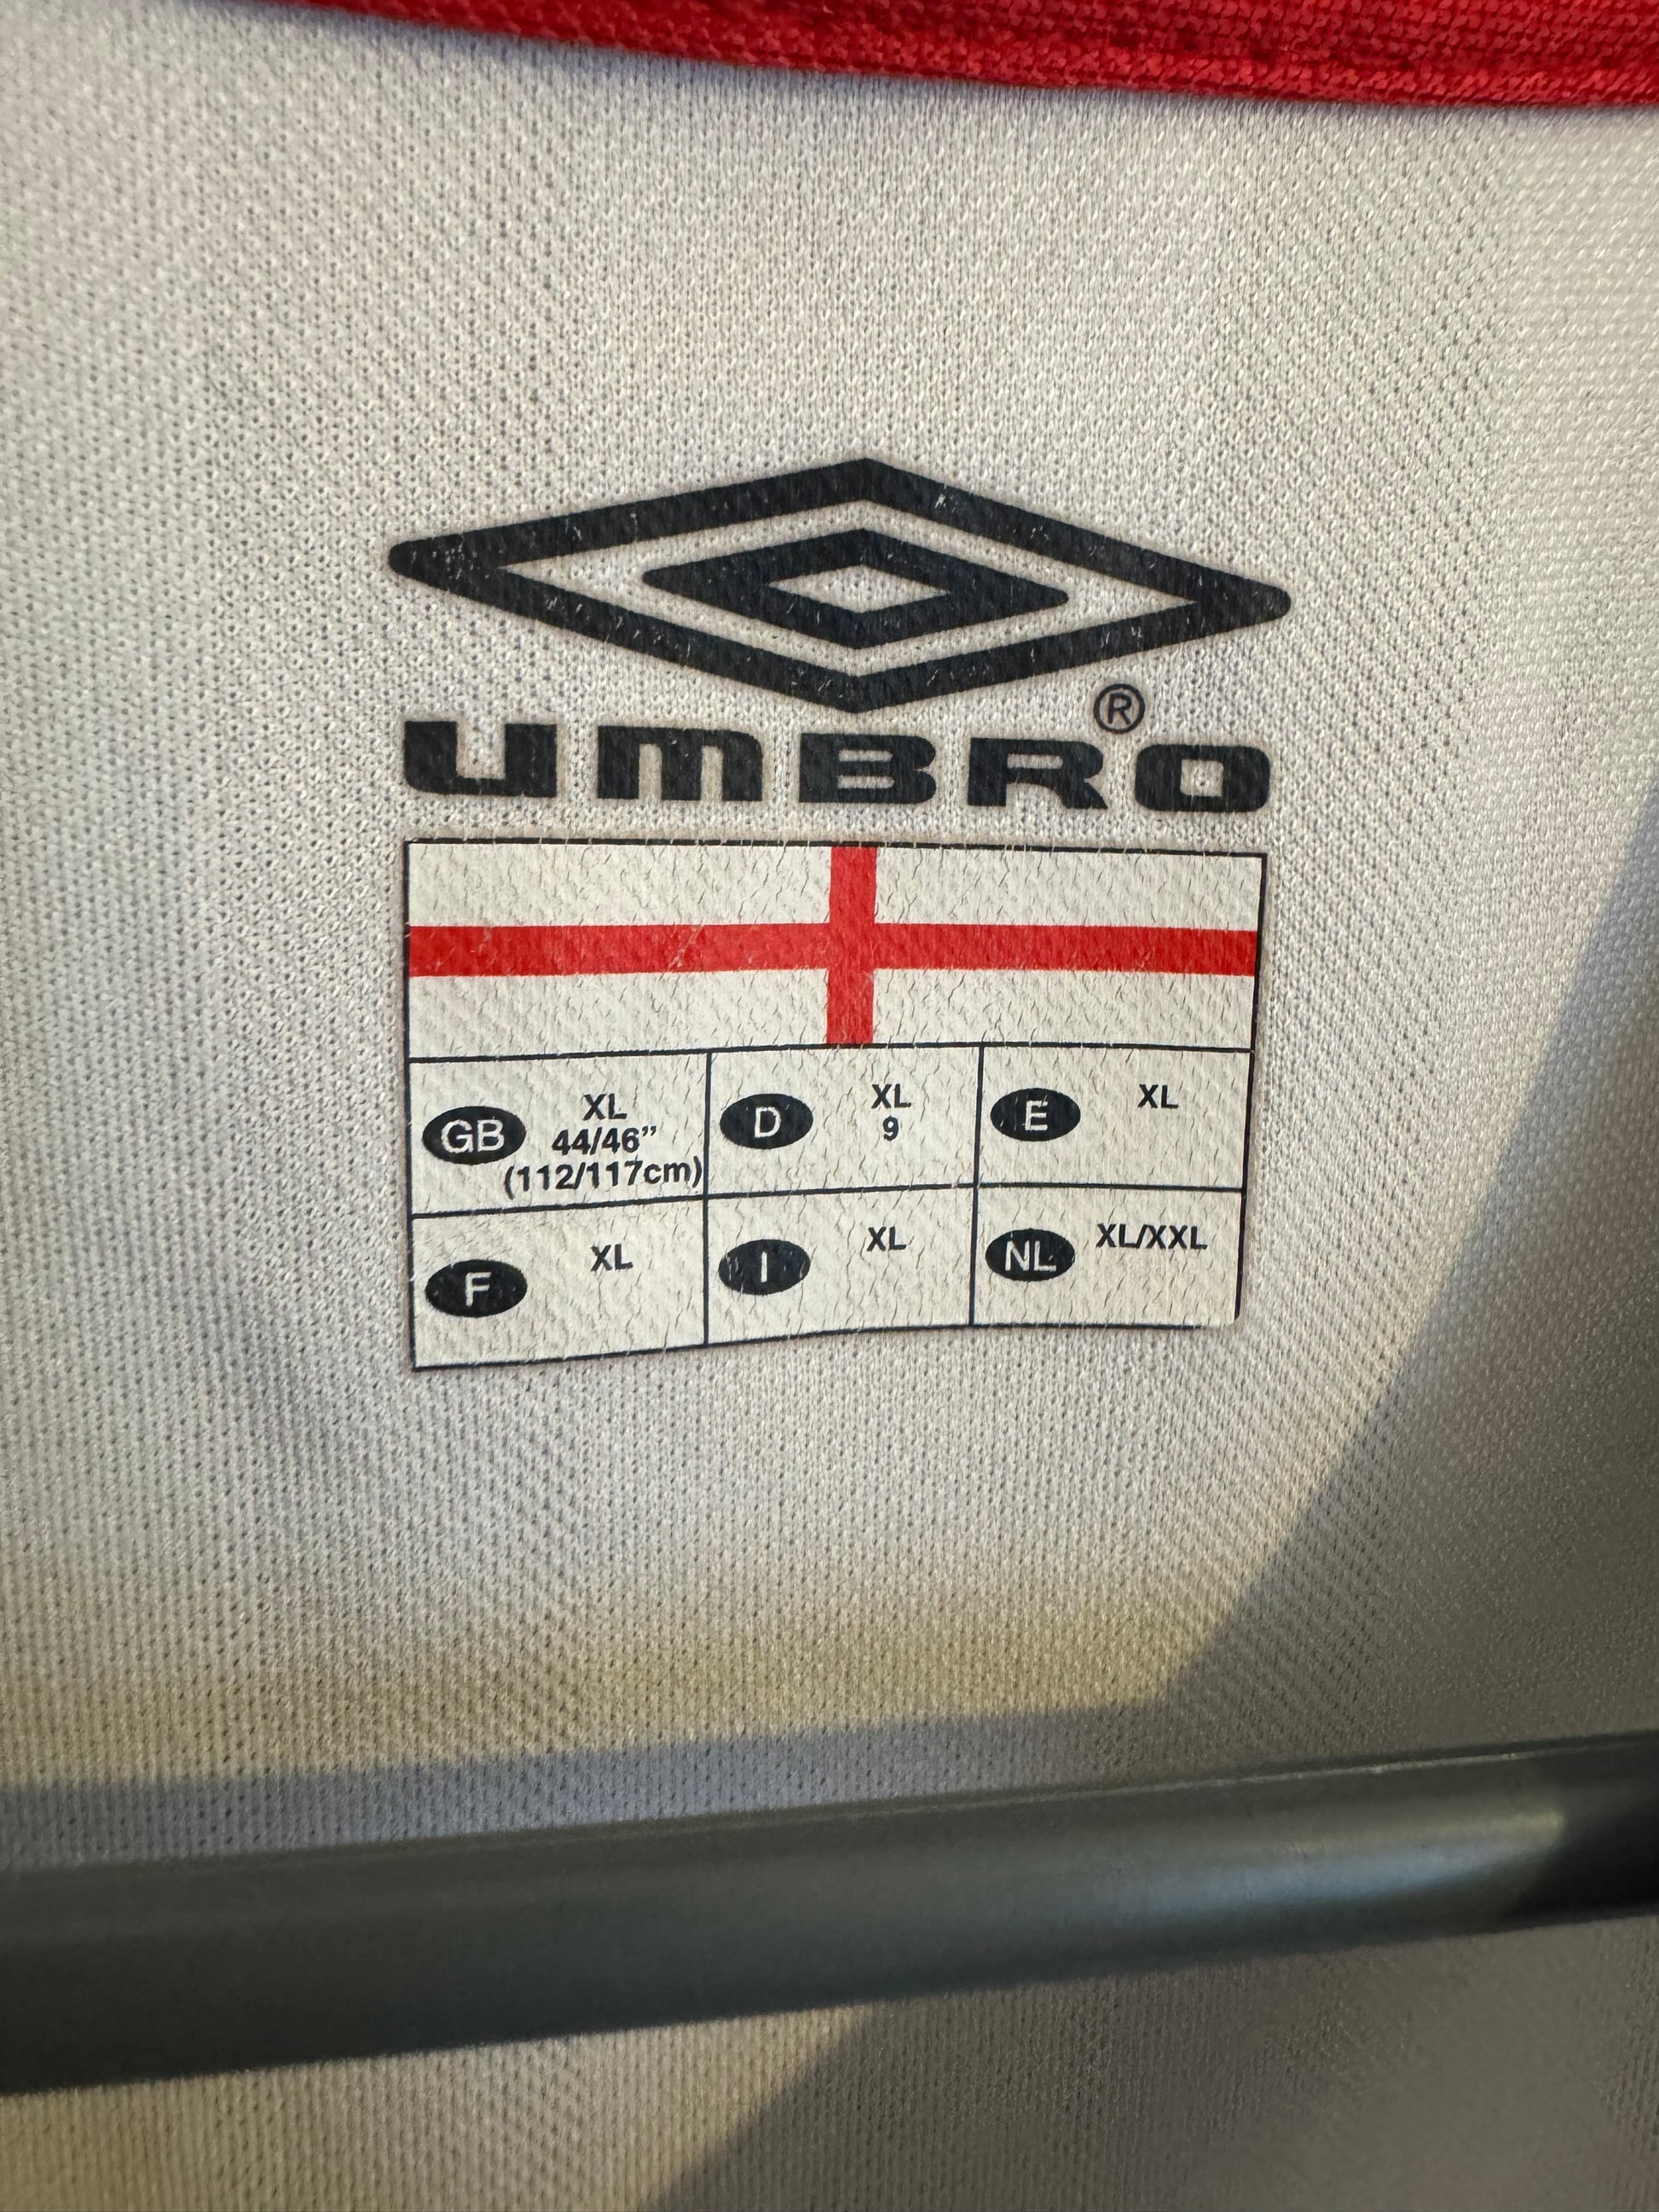 UMBRO®
GB XL
44/46”
(112/117cm)
D XL
9
E XL
F XL
I XL
NL XL/XXL